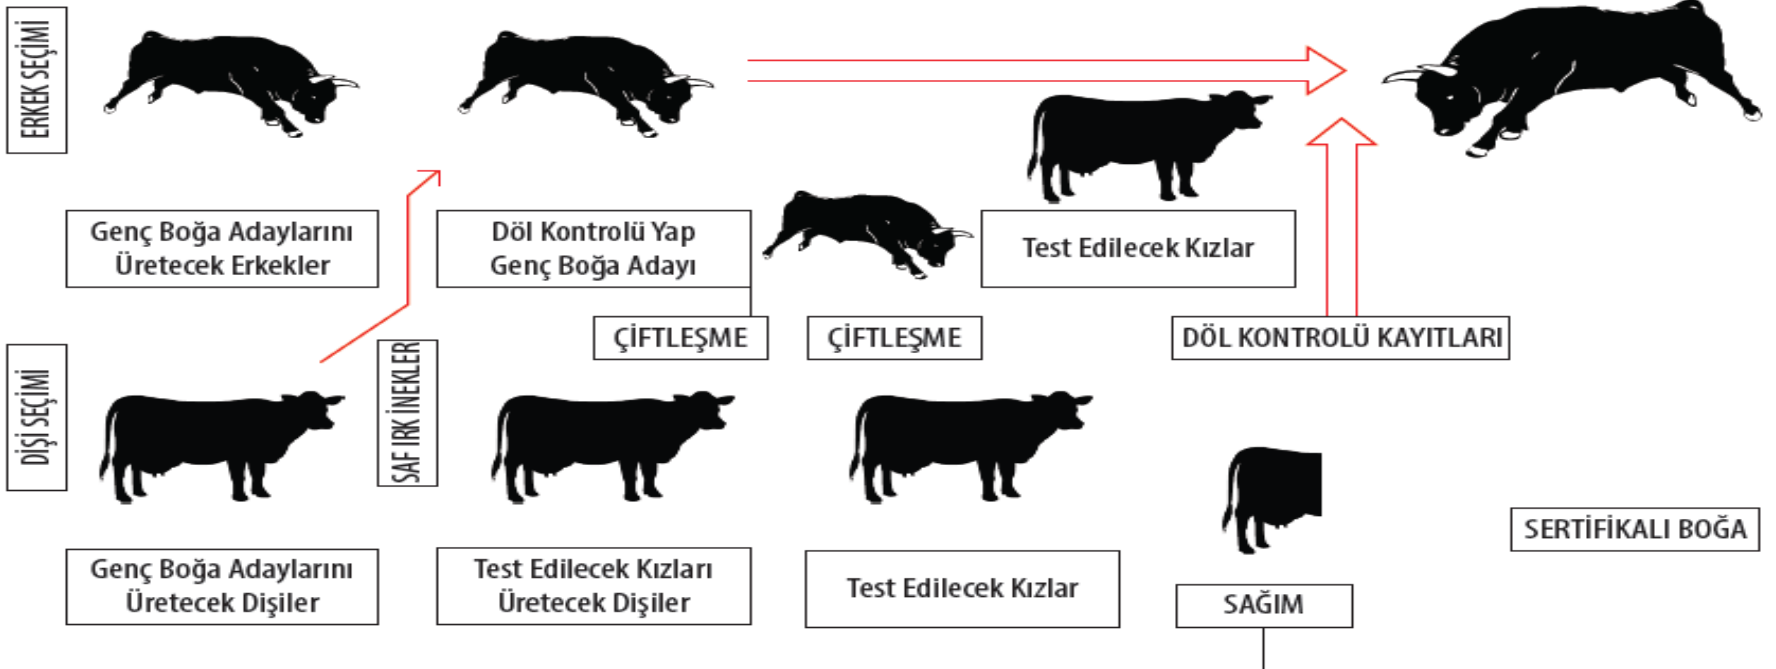 ERKEK SEÇİMİ
Genç Boğa Adaylarını
Üretecek Erkekler
Döl Kontrolü Yap
Genç Boğa Adayı
Test Edilecek Kızlar
ÇİFTLEŞME
ÇİFTLEŞME
DÖL KONTROLÜ KAYITLARI
DİŞİ SEÇİMİ
SAF IRK İNEKLER
Genç Boğa Adaylarını
Üretecek Dişiler
Test Edilecek Kızları
Üretecek Dişiler
Test Edilecek Kızlar
SAĞIM
SERTİFİKALI BOĞA